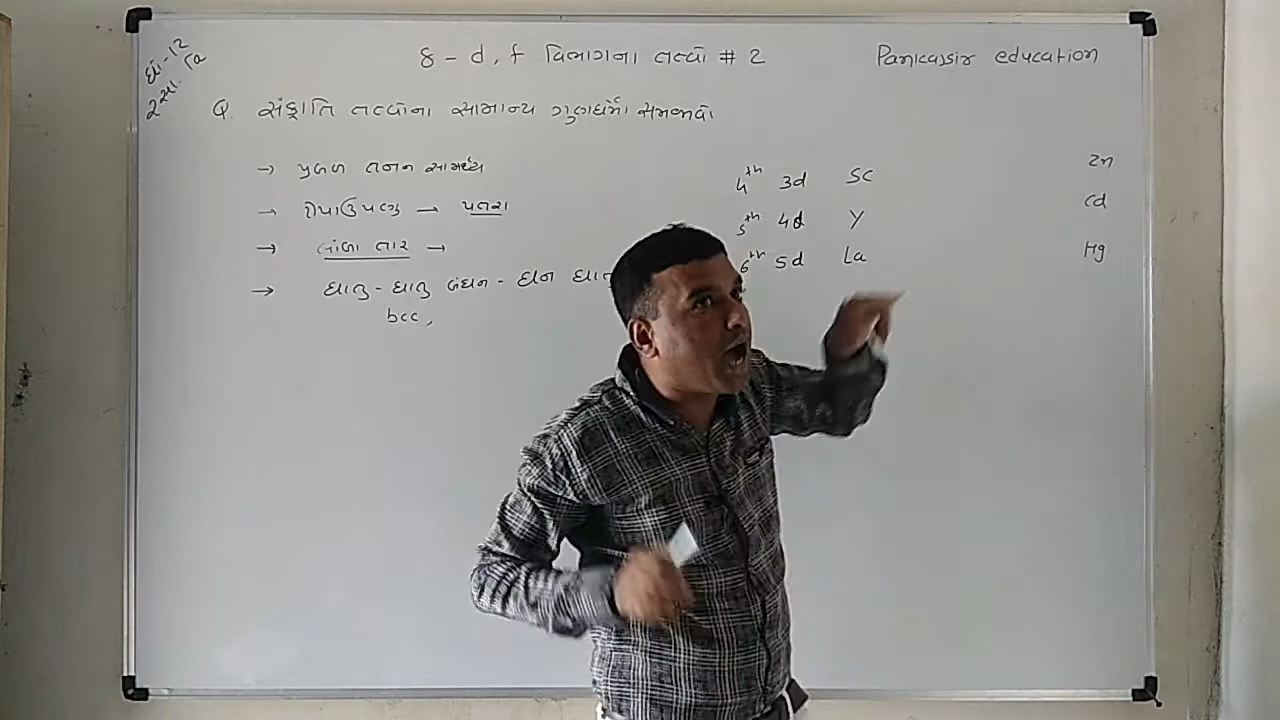 ધો-12
રસા. વિ
8 - d, f વિભાગના તત્વો # 2
Pankajsir education
Q. સંક્રાતિ તત્વોના સામાન્ય ગુણધર્મો સમજાવો
→ પ્રબળ તનન સામર્થ્ય
→ ટીપાઉપણુ → પતરા
→ તાર →
→ ધાતુ - ધાતુ બંધન - ઘન
bcc,
4th 3d Sc Zn
5th 4d Y Cd
6th 5d La Hg